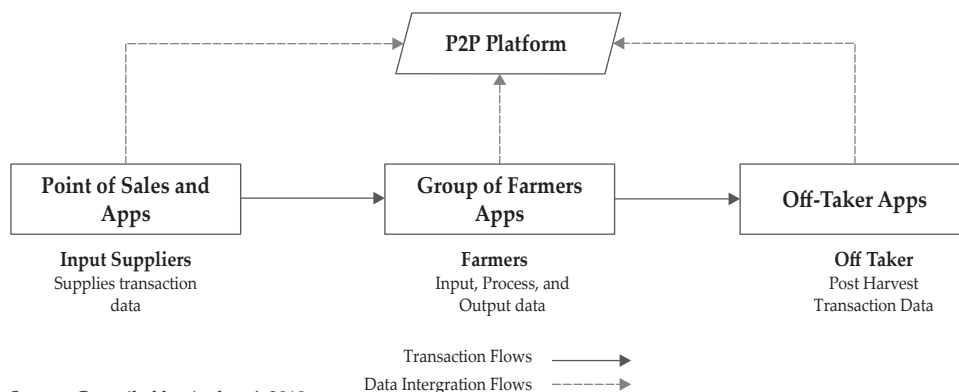 P2P Platform
Point of Sales and
Apps
Group of Farmers
Apps
Off-Taker Apps
Input Suppliers
Supplies transaction
data
Farmers
Input, Process, and
Output data
Off Taker
Post Harvest
Transaction Data
Transaction Flows
Data Intergration Flows